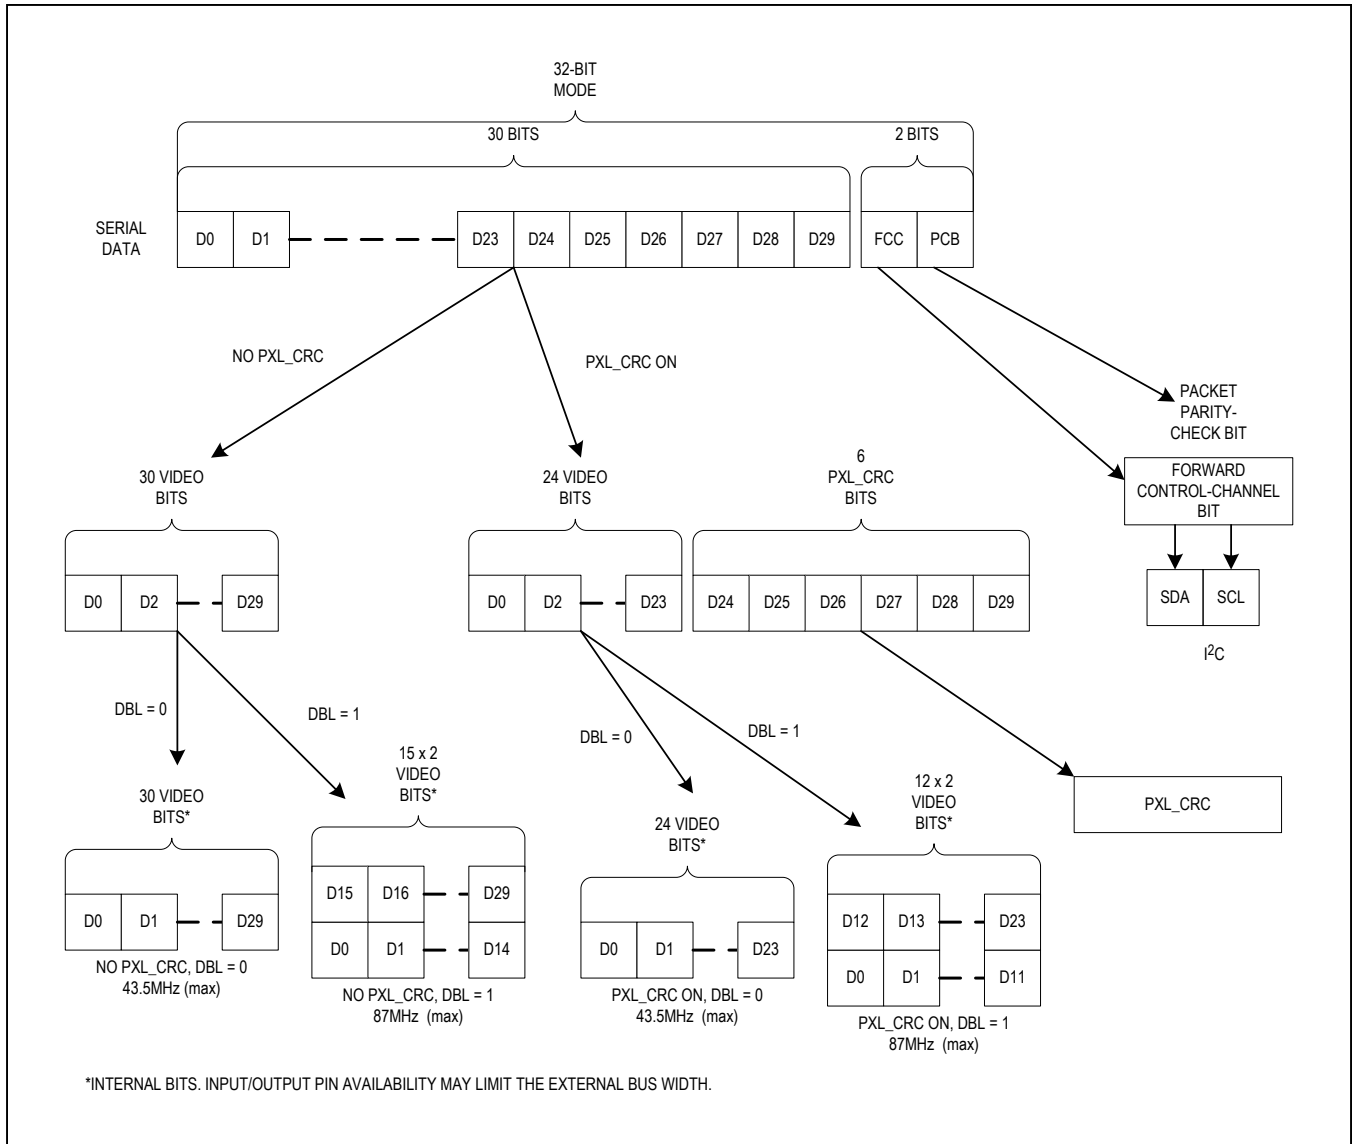 32-BIT
MODE
30 BITS
2 BITS
SERIAL
DATA
D0
D1
D23
D24
D25
D26
D27
D28
D29
FCC
PCB
NO PXL_CRC
PXL_CRC ON
PACKET
PARITY-
CHECK BIT
FORWARD
CONTROL-CHANNEL
BIT
SDA
SCL
I²C
30 VIDEO
BITS
24 VIDEO
BITS
6
PXL_CRC
BITS
D0
D2
D29
D0
D2
D23
D24
D25
D26
D27
D28
D29
DBL = 0
DBL = 1
DBL = 0
DBL = 1
PXL_CRC
30 VIDEO
BITS*
D0
D1
D29
NO PXL_CRC, DBL = 0
43.5MHz (max)
15 x 2
VIDEO
BITS*
D15
D16
D29
D0
D1
D14
NO PXL_CRC, DBL = 1
87MHz (max)
24 VIDEO
BITS*
D0
D1
D23
PXL_CRC ON, DBL = 0
43.5MHz (max)
12 x 2
VIDEO
BITS*
D12
D13
D23
D0
D1
D11
PXL_CRC ON, DBL = 1
87MHz (max)
*INTERNAL BITS. INPUT/OUTPUT PIN AVAILABILITY MAY LIMIT THE EXTERNAL BUS WIDTH.